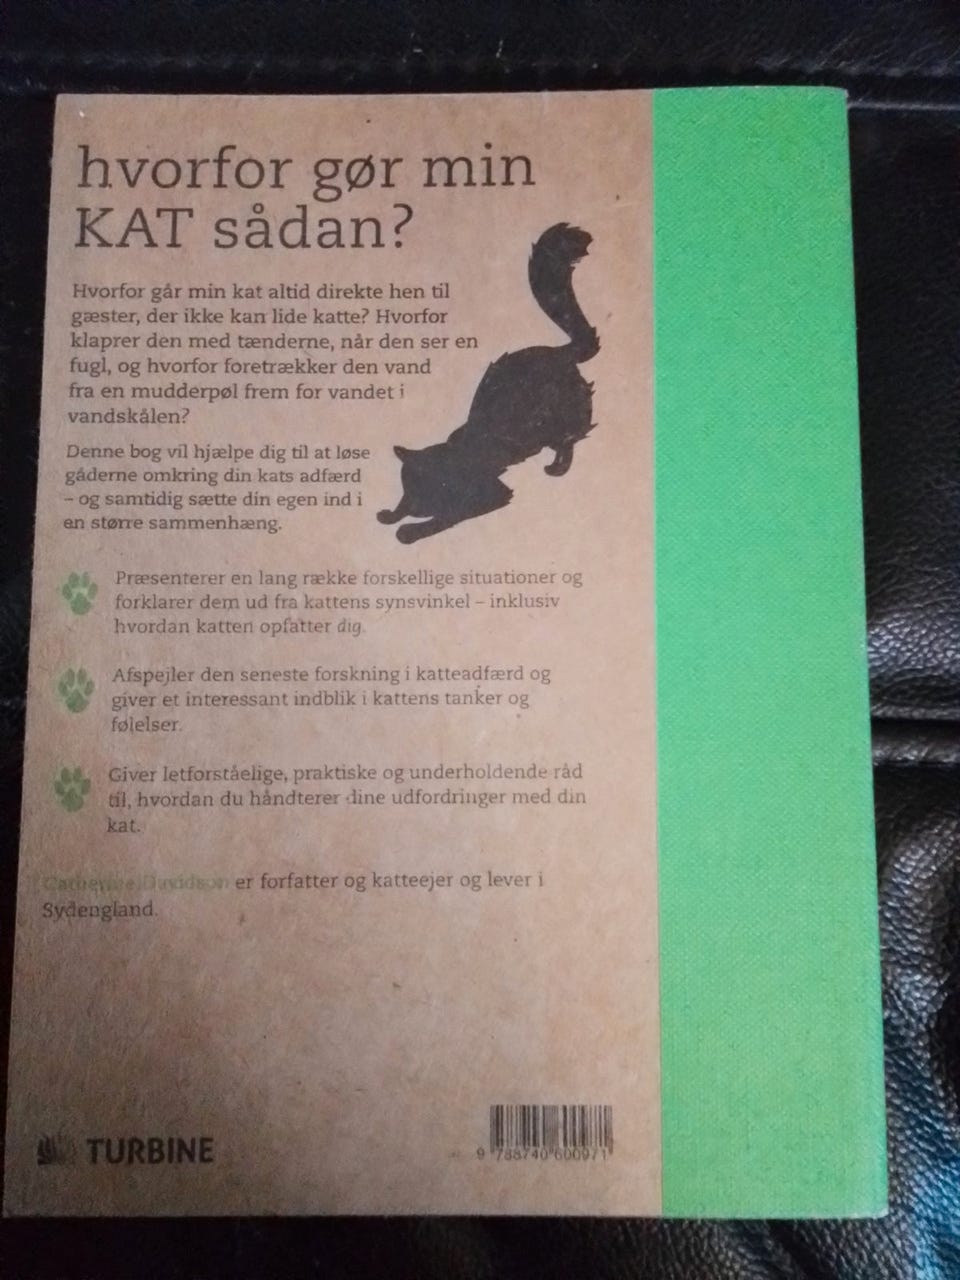 hvorfor gør min
KAT sådan?
Hvorfor går min kat altid direkte hen til
gæster, der ikke kan lide katte? Hvorfor
klaprer den med tænderne, når den ser en
fugl, og hvorfor foretrækker den vand
fra en mudderpøl frem for vandet i
vandskålen?
Denne bog vil hjælpe dig til at løse
gåderne omkring din kats adfærd
– og samtidig sætte din egen ind i
en større sammenhæng.
Præsenterer en lang række forskellige situationer og
forklarer dem ud fra kattens synsvinkel – inklusiv
hvordan katten opfatter dig.
Afspejler den seneste forskning i katteadfærd og
giver et interessant indblik i kattens tanker og
følelser.
Giver letforståelige, praktiske og underholdende råd
til, hvordan du håndterer dine udfordringer med din
kat.
Catherine Davidson er forfatter og katteejer og lever i
Sydengland.
TURBINE
9 788740 600971